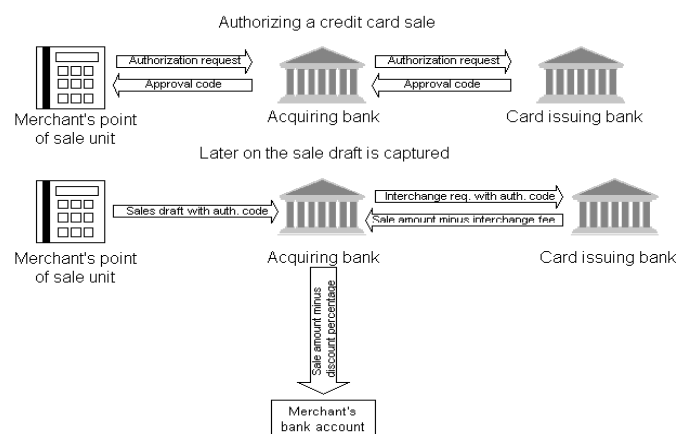 Authorizing a credit card sale
Authorization request
Authorization request
Approval code
Approval code
Merchant's point
of sale unit
Acquiring bank
Card issuing bank
Later on the sale draft is captured
Sales draft with auth. code
Interchange req. with auth. code
Sale amount minus interchange fee
Merchant's point
of sale unit
Acquiring bank
Card issuing bank
Sale amount minus
discount percentage
Merchant's
bank account